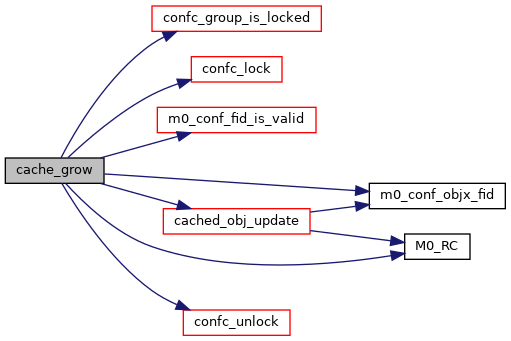 confc_group_is_locked
confc_lock
m0_conf_fid_is_valid
cache_grow
m0_conf_objx_fid
cached_obj_update
M0_RC
confc_unlock